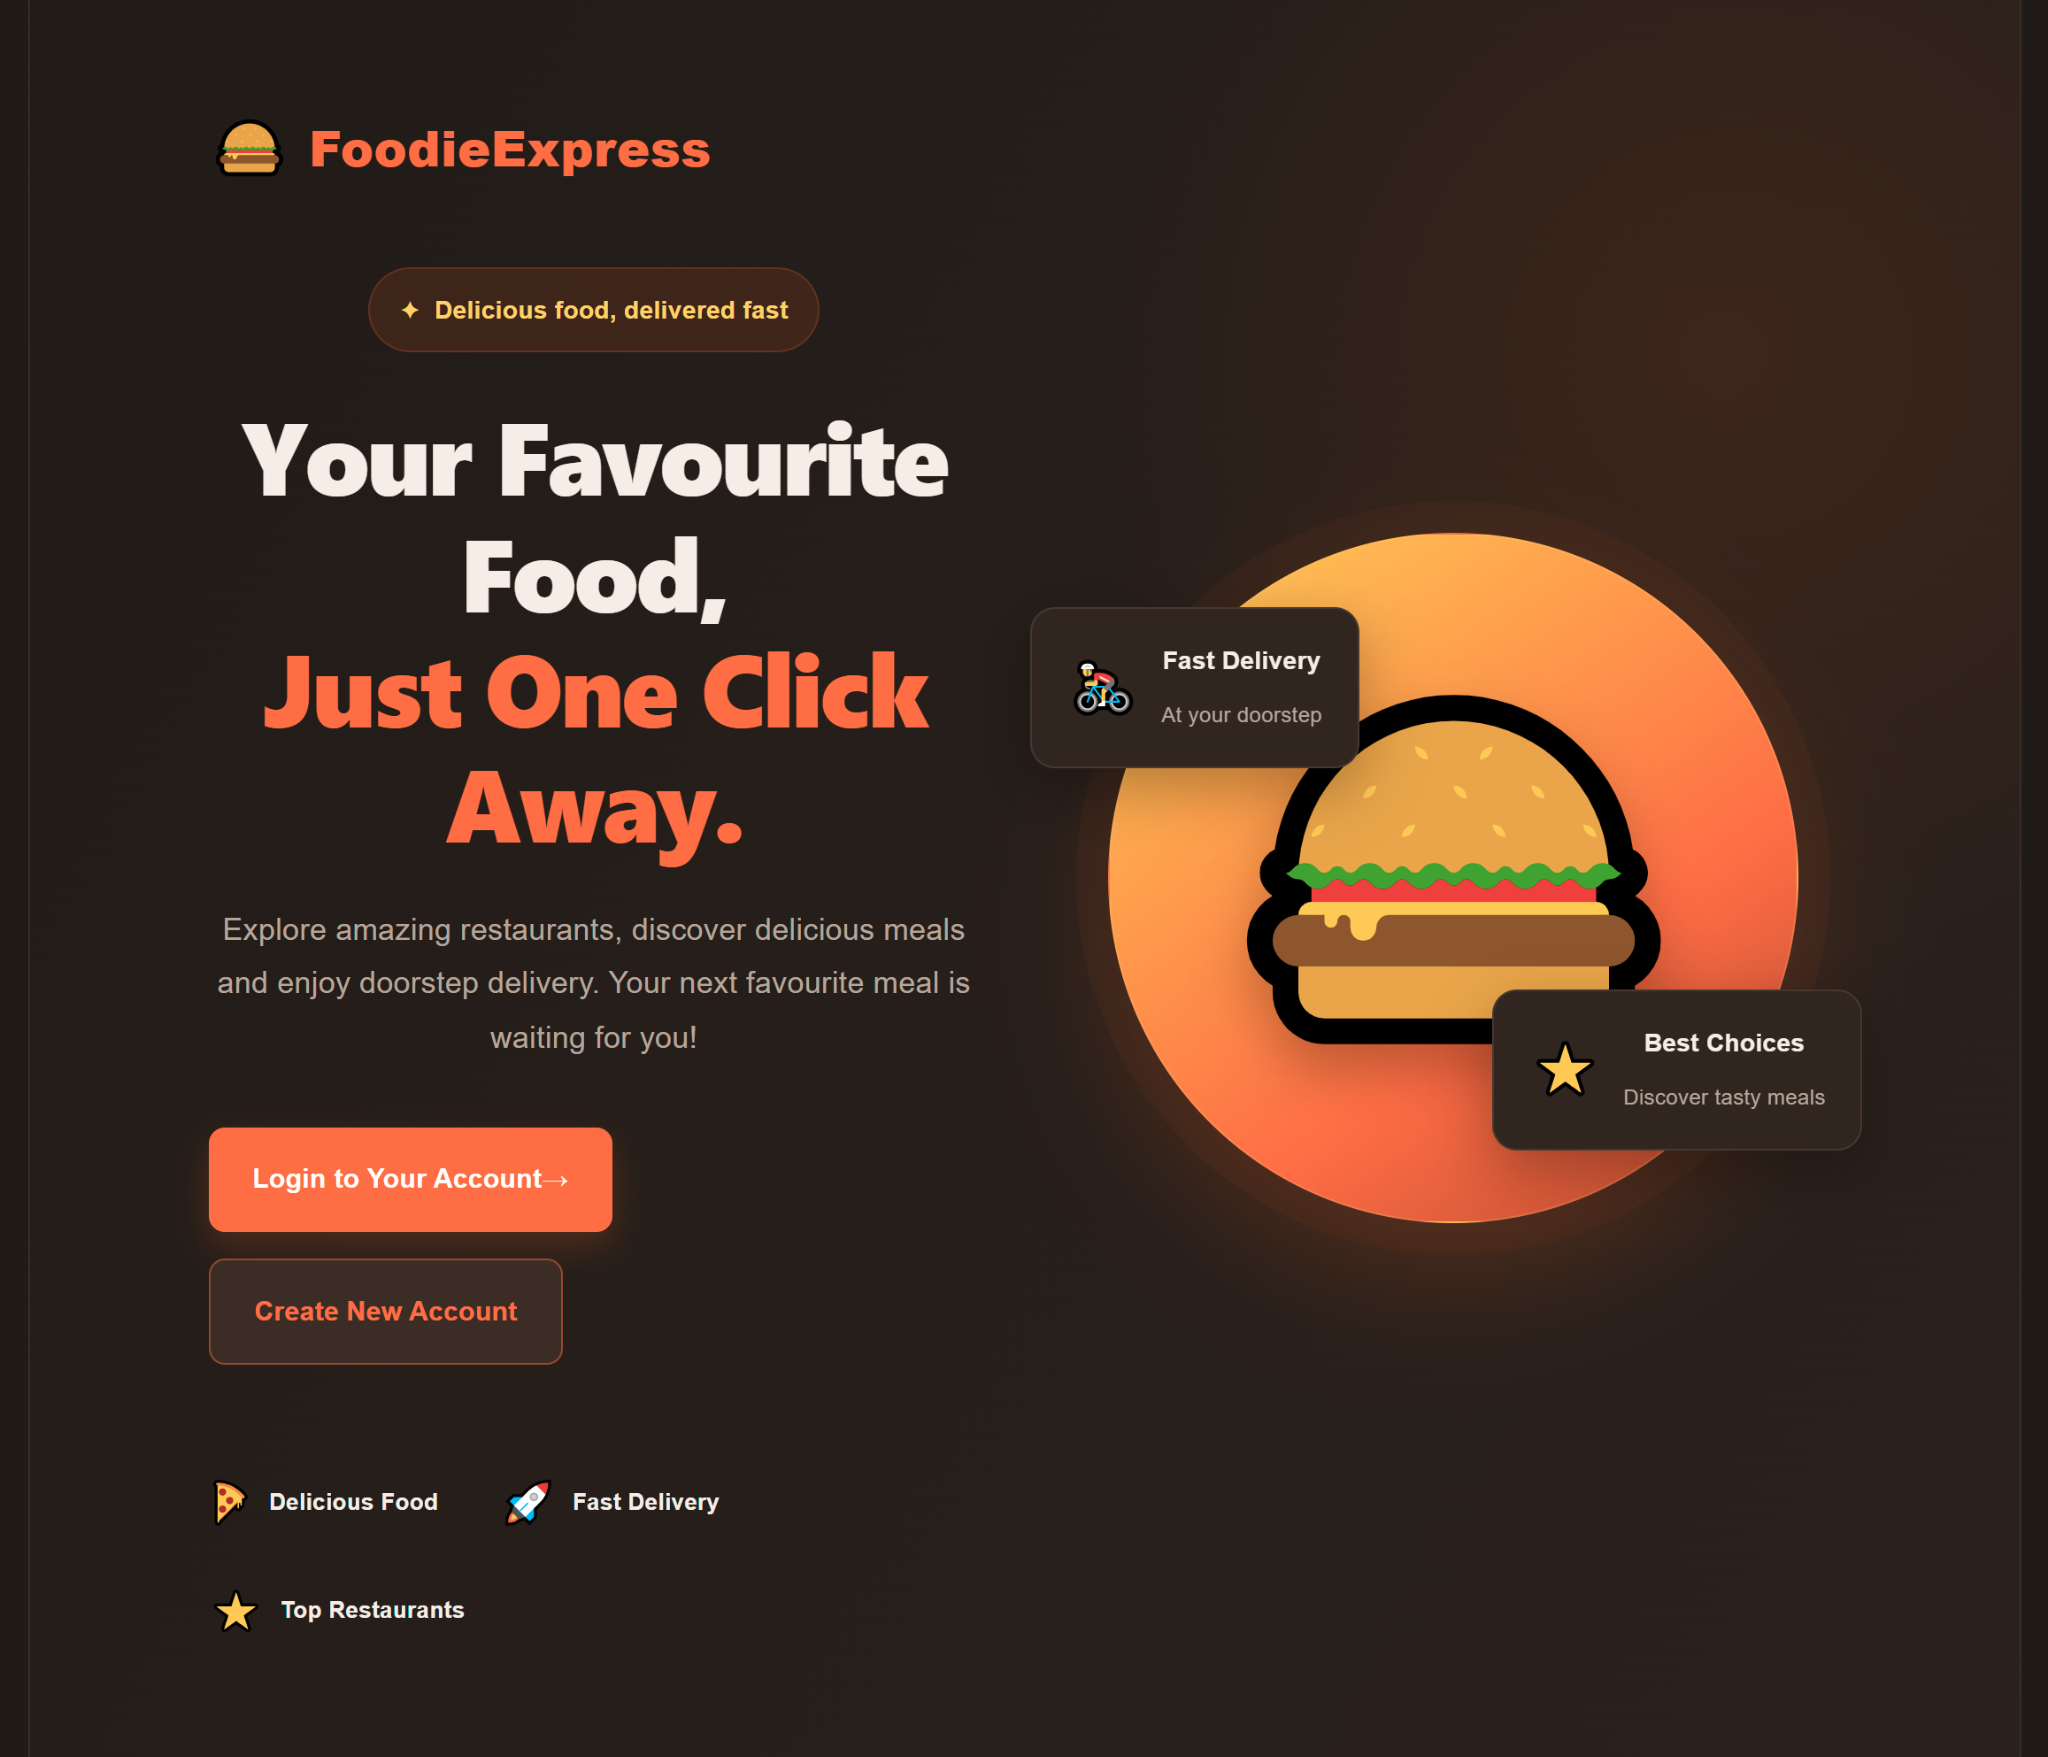 FoodieExpress
✦ Delicious food, delivered fast
Your Favourite
Food,
Just One Click
Away.
Explore amazing restaurants, discover delicious meals
and enjoy doorstep delivery. Your next favourite meal is
waiting for you!
Login to Your Account→
Create New Account
Delicious Food
Fast Delivery
Top Restaurants
Fast Delivery
At your doorstep
Best Choices
Discover tasty meals